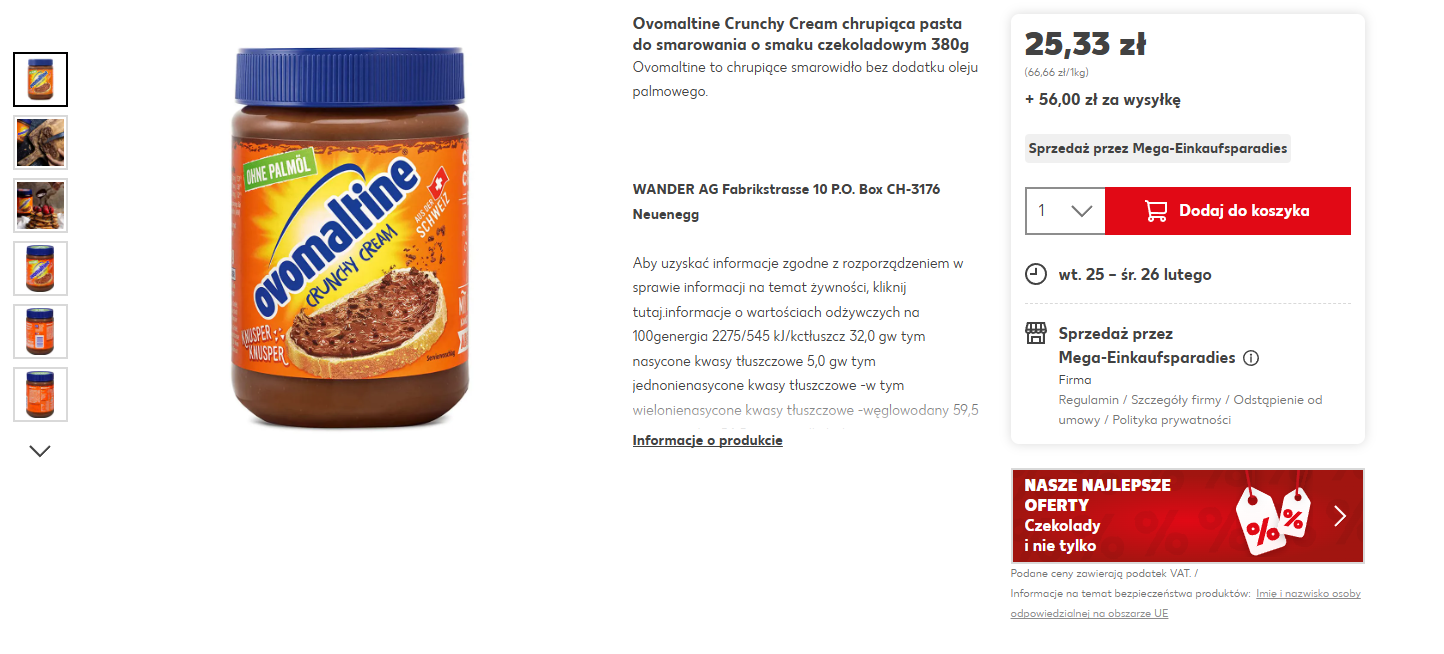 OHNE PALMÖL
ovomaltine
CRUNCHY CREAM
AUS DER
SCHWEIZ
KNUSPER
KNUSPER
Serviervorschlag
Ovomaltine Crunchy Cream chrupiąca pasta
do smarowania o smaku czekoladowym 380g
Ovomaltine to chrupiące smarowidło bez dodatku oleju
palmowego.
WANDER AG Fabrikstrasse 10 P.O. Box CH-3176
Neuenegg
Aby uzyskać informacje zgodne z rozporządzeniem w
sprawie informacji na temat żywności, kliknij
tutaj.informacje o wartościach odżywczych na
100genergia 2275/545 kJ/kctłuszcz 32,0 gw tym
nasycone kwasy tłuszczowe 5,0 gw tym
jednonienasycone kwasy tłuszczowe -w tym
wielonienasycone kwasy tłuszczowe -węglowodany 59,5
Informacje o produkcie
25,33 zł
(66,66 zł/1kg)
+ 56,00 zł za wysyłkę
Sprzedaż przez Mega-Einkaufsparadies
1
Dodaj do koszyka
wt. 25 – śr. 26 lutego
Sprzedaż przez
Mega-Einkaufsparadies
Firma
Regulamin / Szczegóły firmy / Odstąpienie od
umowy / Polityka prywatności
NASZE NAJLEPSZE
OFERTY
Czekolady
i nie tylko
Podane ceny zawierają podatek VAT. /
Informacje na temat bezpieczeństwa produktów: Imię i nazwisko osoby
odpowiedzialnej na obszarze UE